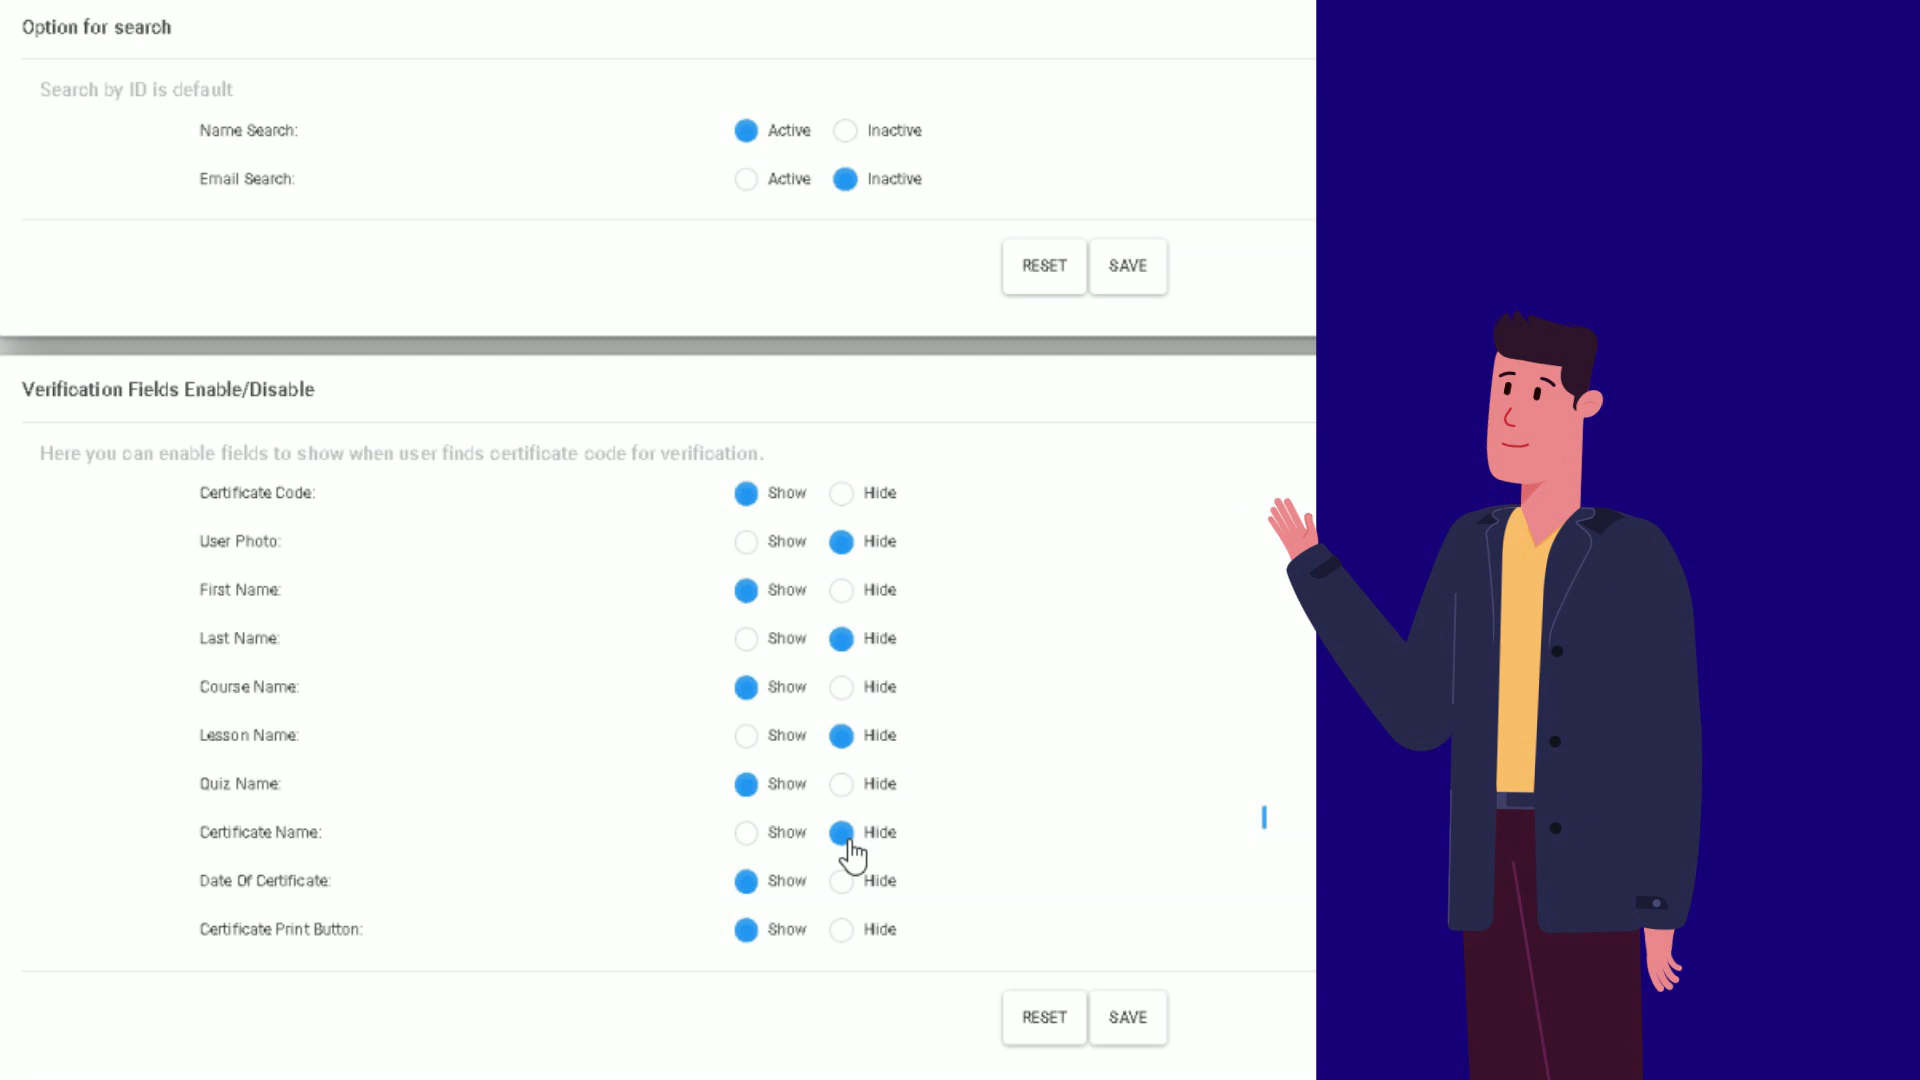 Option for search
Search by ID is default
Name Search: Active Inactive
Email Search: Active Inactive
RESET SAVE
Verification Fields Enable/Disable
Here you can enable fields to show when user finds certificate code for verification.
Certificate Code: Show Hide
User Photo: Show Hide
First Name: Show Hide
Last Name: Show Hide
Course Name: Show Hide
Lesson Name: Show Hide
Quiz Name: Show Hide
Certificate Name: Show Hide
Date Of Certificate: Show Hide
Certificate Print Button: Show Hide
RESET SAVE